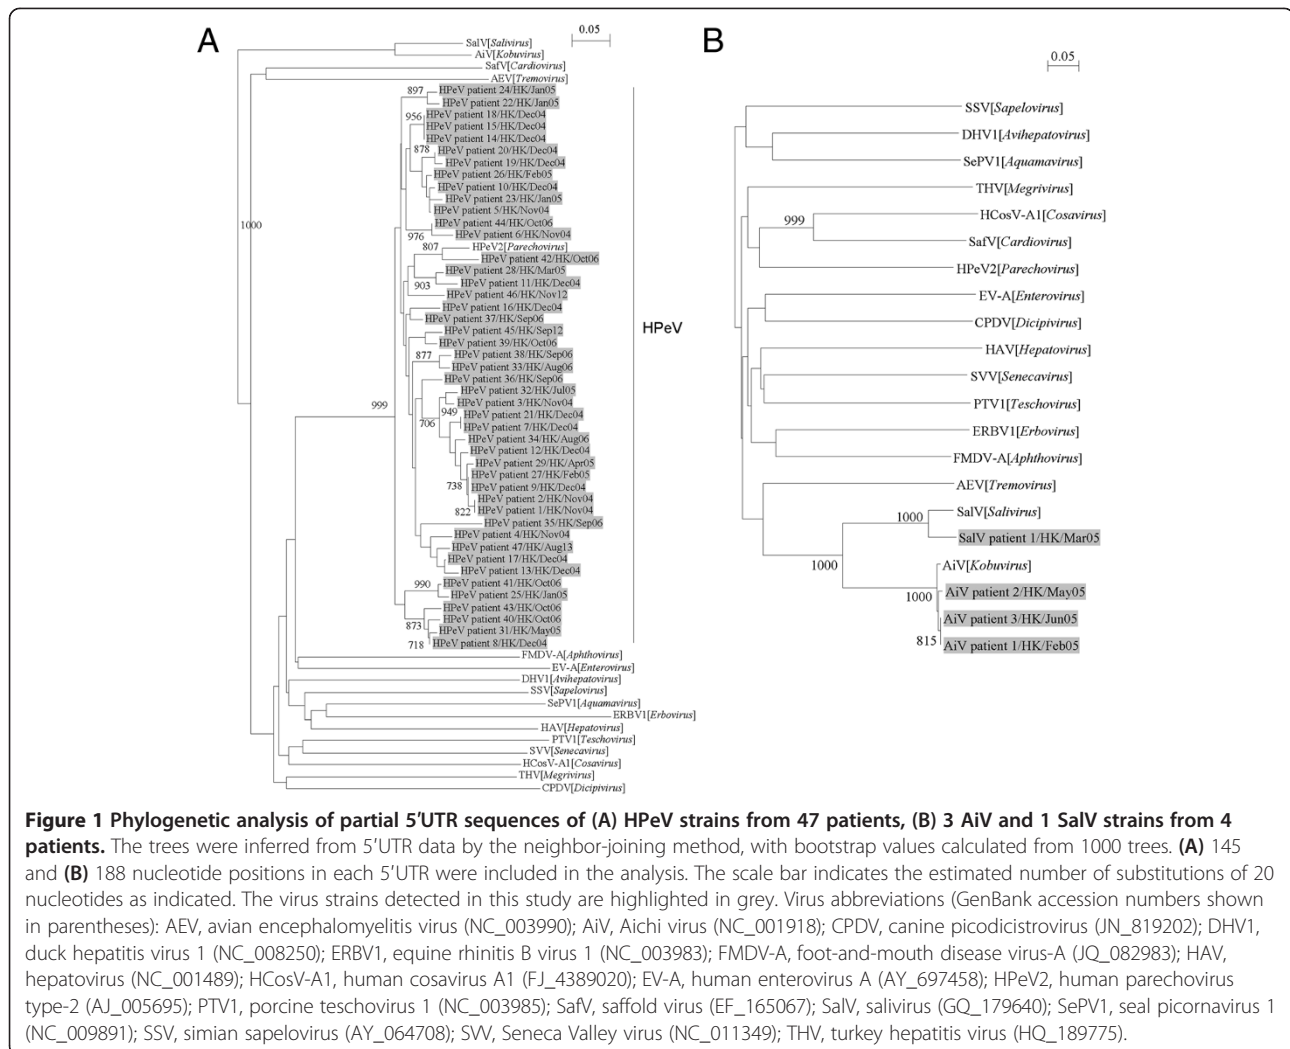 A
0.05
SalV[Salivirus]
AiV[Kobuvirus]
SafV[Cardiovirus]
AEV[Tremovirus]
897
HPeV patient 24/HK/Jan05
HPeV patient 22/HK/Jan05
956
HPeV patient 18/HK/Dec04
HPeV patient 15/HK/Dec04
HPeV patient 14/HK/Dec04
878
HPeV patient 20/HK/Dec04
HPeV patient 19/HK/Dec04
HPeV patient 26/HK/Feb05
HPeV patient 10/HK/Dec04
HPeV patient 23/HK/Jan05
HPeV patient 5/HK/Nov04
1000
HPeV patient 44/HK/Oct06
976
HPeV patient 6/HK/Nov04
807
HPeV2[Parechovirus]
HPeV patient 42/HK/Oct06
HPeV patient 28/HK/Mar05
903
HPeV patient 11/HK/Dec04
HPeV patient 46/HK/Nov12
HPeV patient 16/HK/Dec04
HPeV patient 37/HK/Sep06
HPeV
HPeV patient 45/HK/Sep12
HPeV patient 39/HK/Oct06
877
HPeV patient 38/HK/Sep06
HPeV patient 33/HK/Aug06
HPeV patient 36/HK/Sep06
HPeV patient 32/HK/Jul05
999
HPeV patient 3/HK/Nov04
949
HPeV patient 21/HK/Dec04
706
HPeV patient 7/HK/Dec04
HPeV patient 34/HK/Aug06
HPeV patient 12/HK/Dec04
HPeV patient 29/HK/Apr05
HPeV patient 27/HK/Feb05
738
HPeV patient 9/HK/Dec04
HPeV patient 2/HK/Nov04
822
HPeV patient 1/HK/Nov04
HPeV patient 35/HK/Sep06
HPeV patient 4/HK/Nov04
HPeV patient 47/HK/Aug13
HPeV patient 17/HK/Dec04
HPeV patient 13/HK/Dec04
990
HPeV patient 41/HK/Oct06
HPeV patient 25/HK/Jan05
HPeV patient 43/HK/Oct06
HPeV patient 40/HK/Oct06
873
HPeV patient 31/HK/May05
718
HPeV patient 8/HK/Dec04
FMDV-A[Aphthovirus]
EV-A[Enterovirus]
DHV1[Avihepatovirus]
SSV[Sapelovirus]
SePV1[Aquamavirus]
ERBV1[Erbovirus]
HAV[Hepatovirus]
PTV1[Teschovirus]
SVV[Senecavirus]
HCosV-A1[Cosavirus]
THV[Megrivirus]
CPDV[Dicipivirus]
B
0.05
SSV[Sapelovirus]
DHV1[Avihepatovirus]
SePV1[Aquamavirus]
THV[Megrivirus]
999
HCosV-A1[Cosavirus]
SafV[Cardiovirus]
HPeV2[Parechovirus]
EV-A[Enterovirus]
CPDV[Dicipivirus]
HAV[Hepatovirus]
SVV[Senecavirus]
PTV1[Teschovirus]
ERBV1[Erbovirus]
FMDV-A[Aphthovirus]
AEV[Tremovirus]
SalV[Salivirus]
1000
SalV patient 1/HK/Mar05
1000
AiV[Kobuvirus]
1000
AiV patient 2/HK/May05
AiV patient 3/HK/Jun05
815
AiV patient 1/HK/Feb05
Figure 1 Phylogenetic analysis of partial 5'UTR sequences of (A) HPeV strains from 47 patients, (B) 3 AiV and 1 SalV strains from 4
patients. The trees were inferred from 5'UTR data by the neighbor-joining method, with bootstrap values calculated from 1000 trees. (A) 145
and (B) 188 nucleotide positions in each 5'UTR were included in the analysis. The scale bar indicates the estimated number of substitutions of 20
nucleotides as indicated. The virus strains detected in this study are highlighted in grey. Virus abbreviations (GenBank accession numbers shown
in parentheses): AEV, avian encephalomyelitis virus (NC_003990); AiV, Aichi virus (NC_001918); CPDV, canine picodicistrovirus (JN_819202); DHV1,
duck hepatitis virus 1 (NC_008250); ERBV1, equine rhinitis B virus 1 (NC_003983); FMDV-A, foot-and-mouth disease virus-A (JQ_082983); HAV,
hepatovirus (NC_001489); HCosV-A1, human cosavirus A1 (FJ_4389020); EV-A, human enterovirus A (AY_697458); HPeV2, human parechovirus
type-2 (AJ_005695); PTV1, porcine teschovirus 1 (NC_003985); SafV, saffold virus (EF_165067); SalV, salivirus (GQ_179640); SePV1, seal picornavirus 1
(NC_009891); SSV, simian sapelovirus (AY_064708); SVV, Seneca Valley virus (NC_011349); THV, turkey hepatitis virus (HQ_189775).